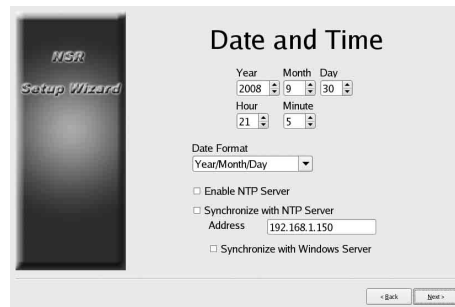 NSR
Setup Wizard
Date and Time
Year Month Day
2008 9 30
Hour Minute
21 5
Date Format
Year/Month/Day
Enable NTP Server
Synchronize with NTP Server
Address 192.168.1.150
Synchronize with Windows Server
< Back Next >